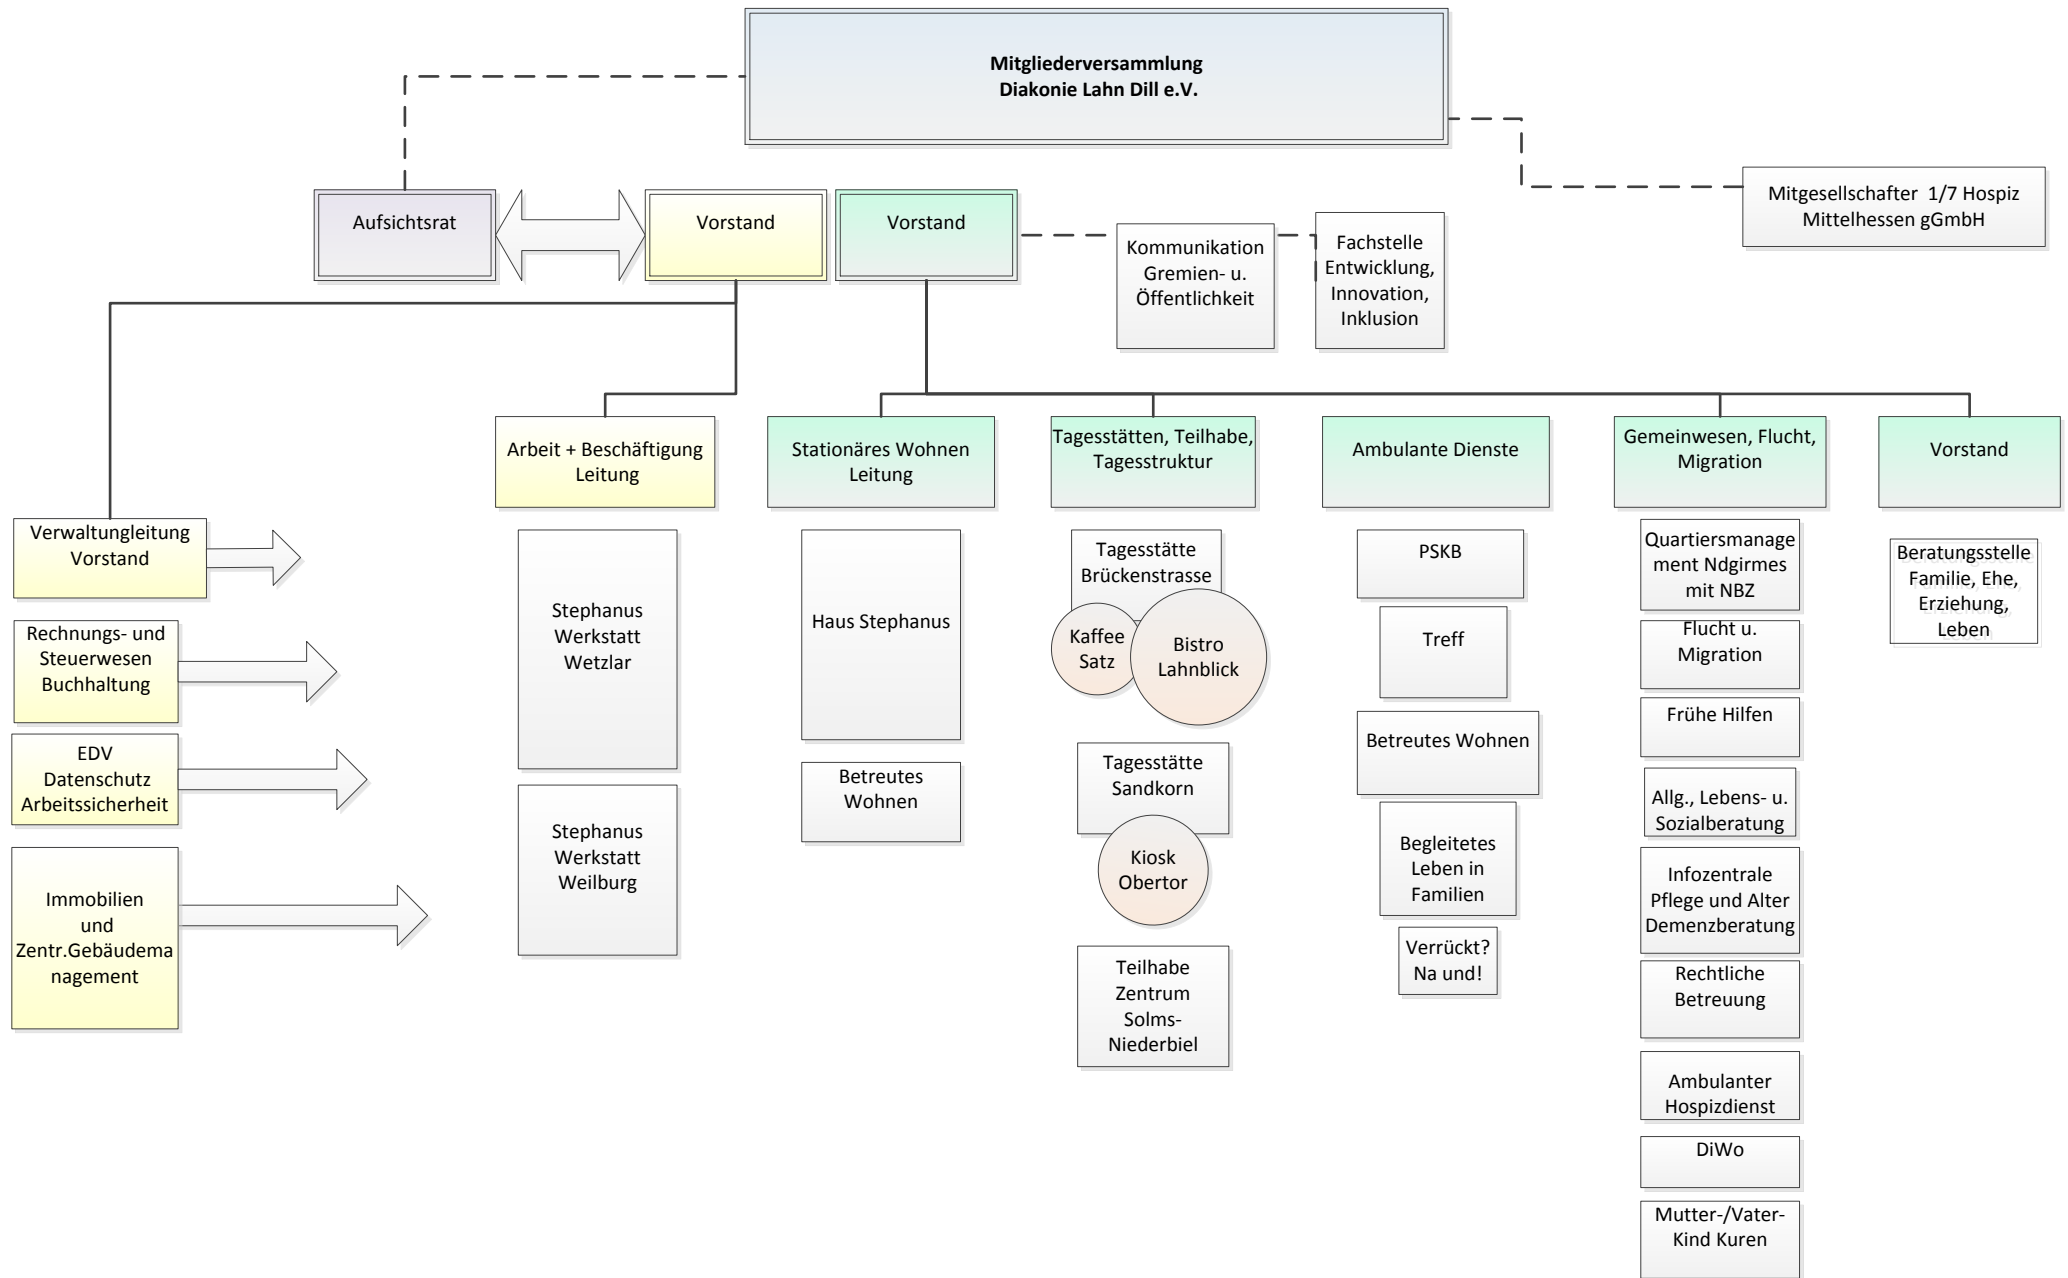 Mitgliederversammlung
Diakonie Lahn Dill e.V.
Mitgesellschafter 1/7 Hospiz
Mittelhessen gGmbH
Aufsichtsrat
Vorstand
Vorstand
Kommunikation
Gremien- u.
Öffentlichkeit
Fachstelle
Entwicklung,
Innovation,
Inklusion
Verwaltungleitung
Vorstand
Rechnungs- und
Steuerwesen
Buchhaltung
EDV
Datenschutz
Arbeitssicherheit
Immobilien
und
Zentr.Gebäudema
nagement
Arbeit + Beschäftigung
Leitung
Stephanus
Werkstatt
Wetzlar
Stephanus
Werkstatt
Weilburg
Stationäres Wohnen
Leitung
Haus Stephanus
Betreutes
Wohnen
Tagesstätten, Teilhabe,
Tagesstruktur
Tagesstätte
Brückenstrasse
Kaffee
Satz
Bistro
Lahnblick
Tagesstätte
Sandkorn
Kiosk
Obertor
Teilhabe
Zentrum
Solms-
Niederbiel
Ambulante Dienste
PSKB
Treff
Betreutes Wohnen
Begleitetes
Leben in
Familien
Verrückt?
Na und!
Gemeinwesen, Flucht,
Migration
Quartiersmanage
ment Ndgirmes
mit NBZ
Flucht u.
Migration
Frühe Hilfen
Allg., Lebens- u.
Sozialberatung
Infozentrale
Pflege und Alter
Demenzberatung
Rechtliche
Betreuung
Ambulanter
Hospizdienst
DiWo
Mutter-/Vater-
Kind Kuren
Vorstand
Beratungsstelle
Familie, Ehe,
Erziehung,
Leben